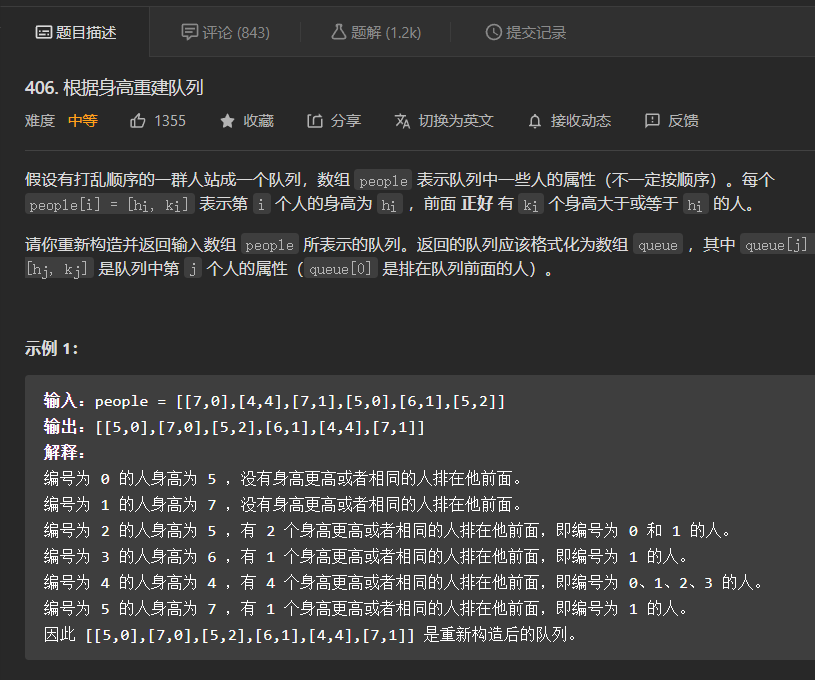 题目描述 评论 (843) 题解 (1.2k) 提交记录
406. 根据身高重建队列
难度 中等 1355 收藏 分享 切换为英文 接收动态 反馈
假设有打乱顺序的一群人站成一个队列，数组 people 表示队列中一些人的属性（不一定按顺序）。每个
people[i] = [hi, ki] 表示第 i 个人的身高为 hi ，前面 正好 有 ki 个身高大于或等于 hi 的人。
请你重新构造并返回输入数组 people 所表示的队列。返回的队列应该格式化为数组 queue ，其中 queue[j]
[hj, kj] 是队列中第 j 个人的属性（queue[0] 是排在队列前面的人）。
示例 1：
输入：people = [[7,0],[4,4],[7,1],[5,0],[6,1],[5,2]]
输出：[[5,0],[7,0],[5,2],[6,1],[4,4],[7,1]]
解释：
编号为 0 的人身高为 5 ，没有身高更高或者相同的人排在他前面。
编号为 1 的人身高为 7 ，没有身高更高或者相同的人排在他前面。
编号为 2 的人身高为 5 ，有 2 个身高更高或者相同的人排在他前面，即编号为 0 和 1 的人。
编号为 3 的人身高为 6 ，有 1 个身高更高或者相同的人排在他前面，即编号为 1 的人。
编号为 4 的人身高为 4 ，有 4 个身高更高或者相同的人排在他前面，即编号为 0、1、2、3 的人。
编号为 5 的人身高为 7 ，有 1 个身高更高或者相同的人排在他前面，即编号为 1 的人。
因此 [[5,0],[7,0],[5,2],[6,1],[4,4],[7,1]] 是重新构造后的队列。